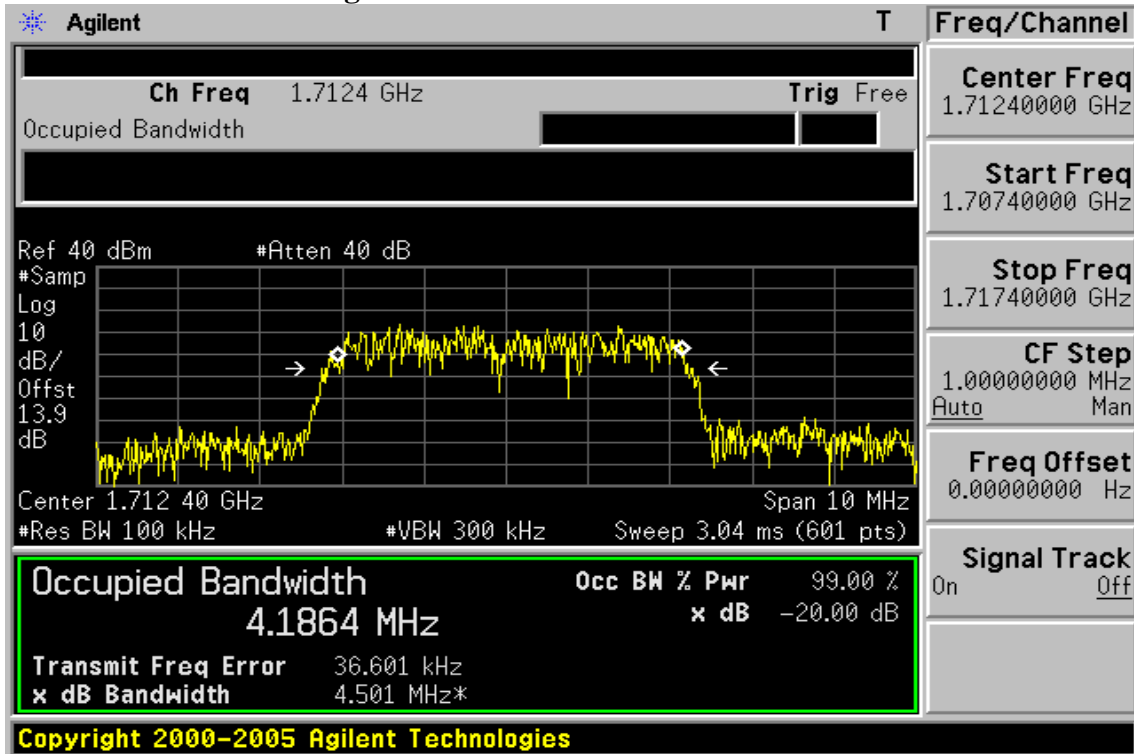 Agilent T
Ch Freq 1.7124 GHz Trig Free
Occupied Bandwidth
Ref 40 dBm #Atten 40 dB
#Samp
Log
10
dB/
Offst
13.9
dB
Center 1.712 40 GHz Span 10 MHz
#Res BW 100 kHz #VBW 300 kHz Sweep 3.04 ms (601 pts)
Occupied Bandwidth Occ BW % Pwr 99.00 %
4.1864 MHz x dB -20.00 dB
Transmit Freq Error 36.601 kHz
x dB Bandwidth 4.501 MHz*
Copyright 2000-2005 Agilent Technologies
Freq/Channel
Center Freq
1.71240000 GHz
Start Freq
1.70740000 GHz
Stop Freq
1.71740000 GHz
CF Step
1.00000000 MHz
Auto Man
Freq Offset
0.00000000 Hz
Signal Track
On Off